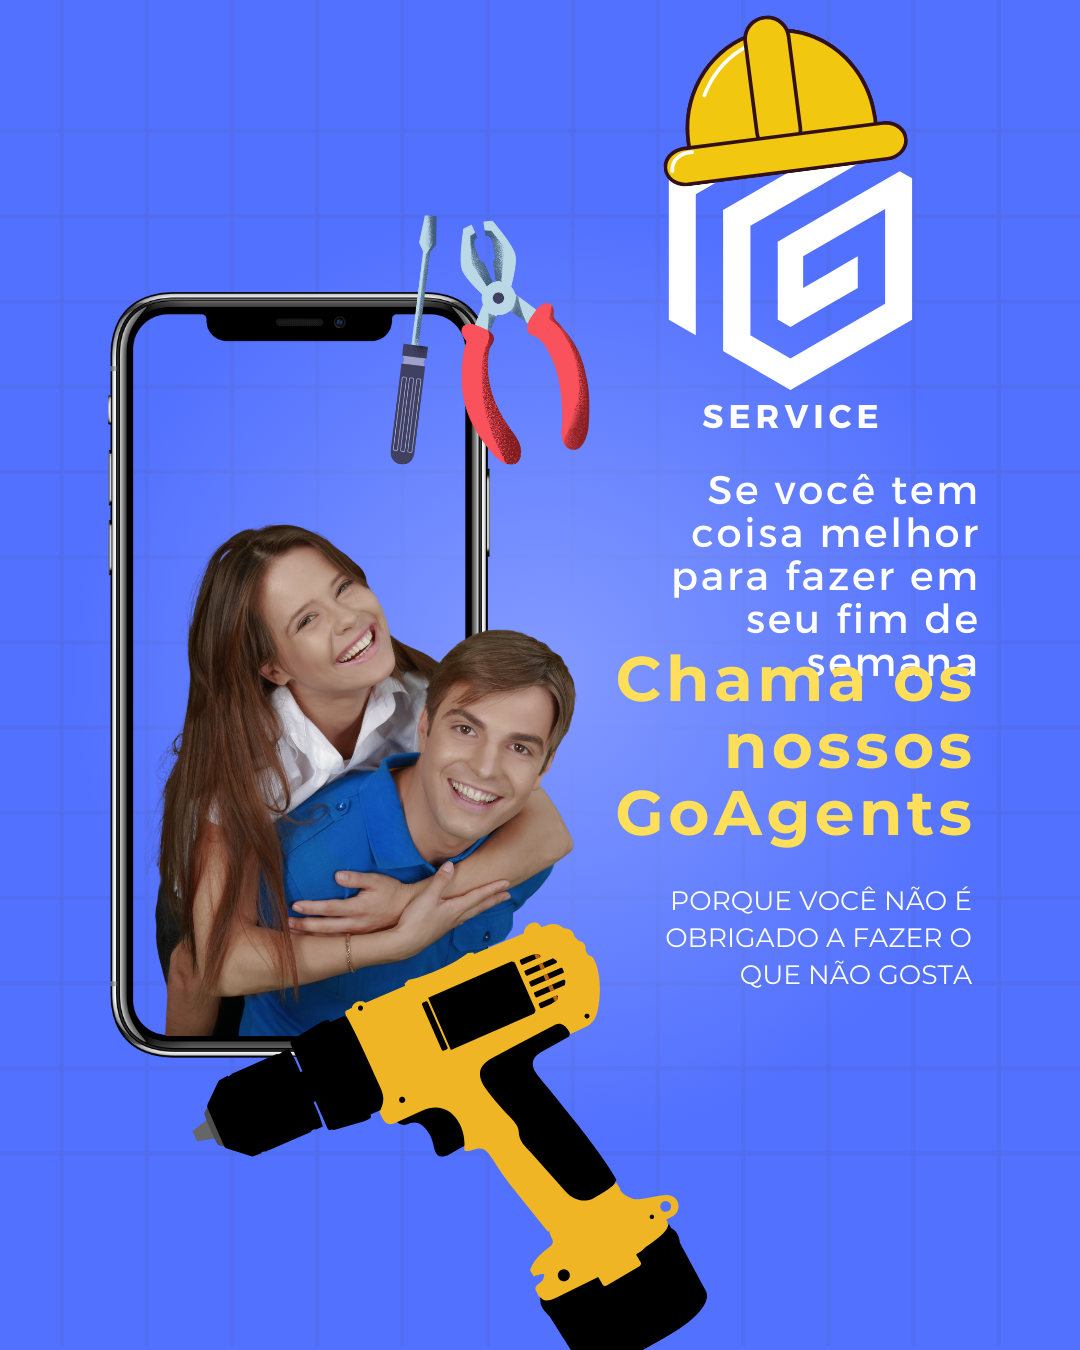 SERVICE
Se você tem
coisa melhor
para fazer em
seu fim de
semana
Chama os
nossos
GoAgents
PORQUE VOCÊ NÃO É
OBRIGADO A FAZER O
QUE NÃO GOSTA